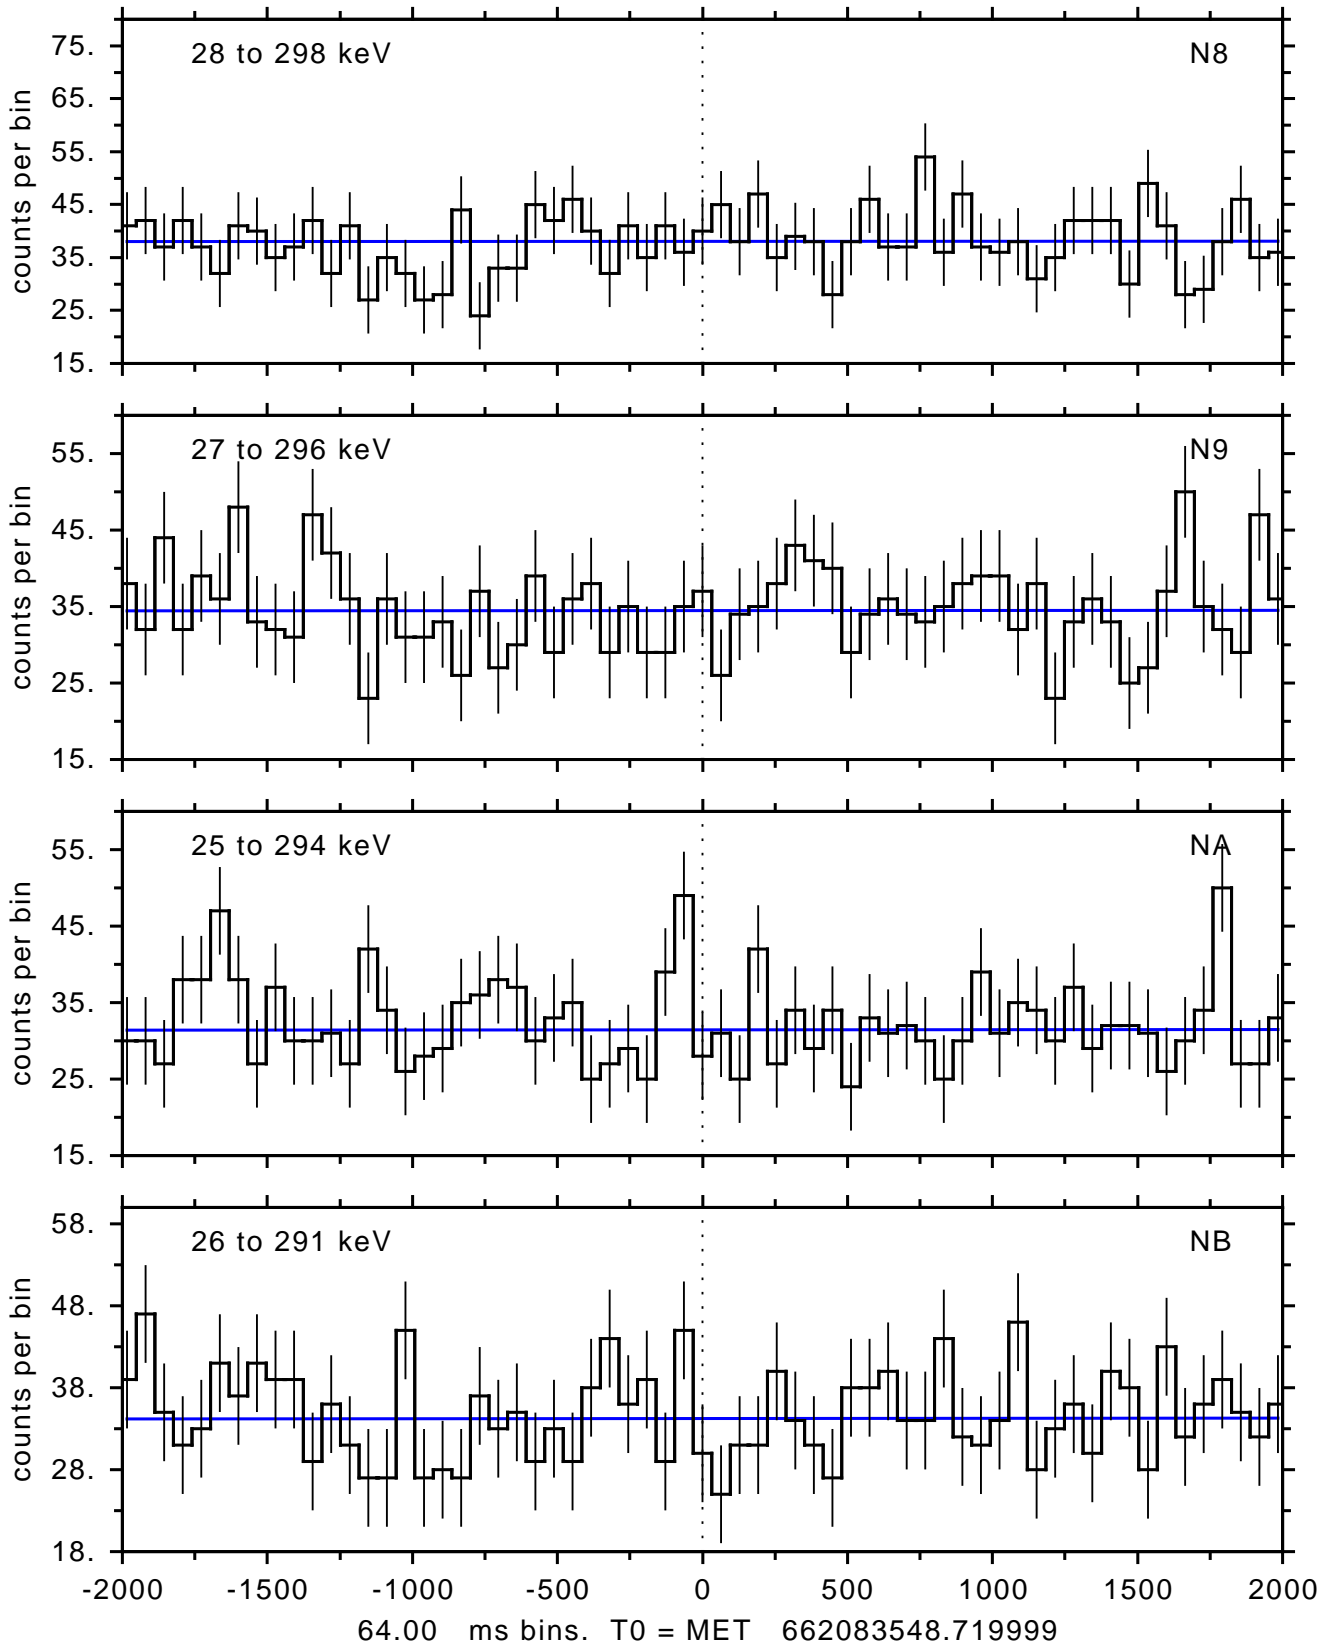 28 to 298 keV N8
75.
65.
55.
45.
35.
25.
15.
counts per bin
27 to 296 keV N9
55.
45.
35.
25.
15.
counts per bin
25 to 294 keV NA
55.
45.
35.
25.
15.
counts per bin
26 to 291 keV NB
58.
48.
38.
28.
18.
counts per bin
-2000 -1500 -1000 -500 0 500 1000 1500 2000
64.00 ms bins. T0 = MET 662083548.719999